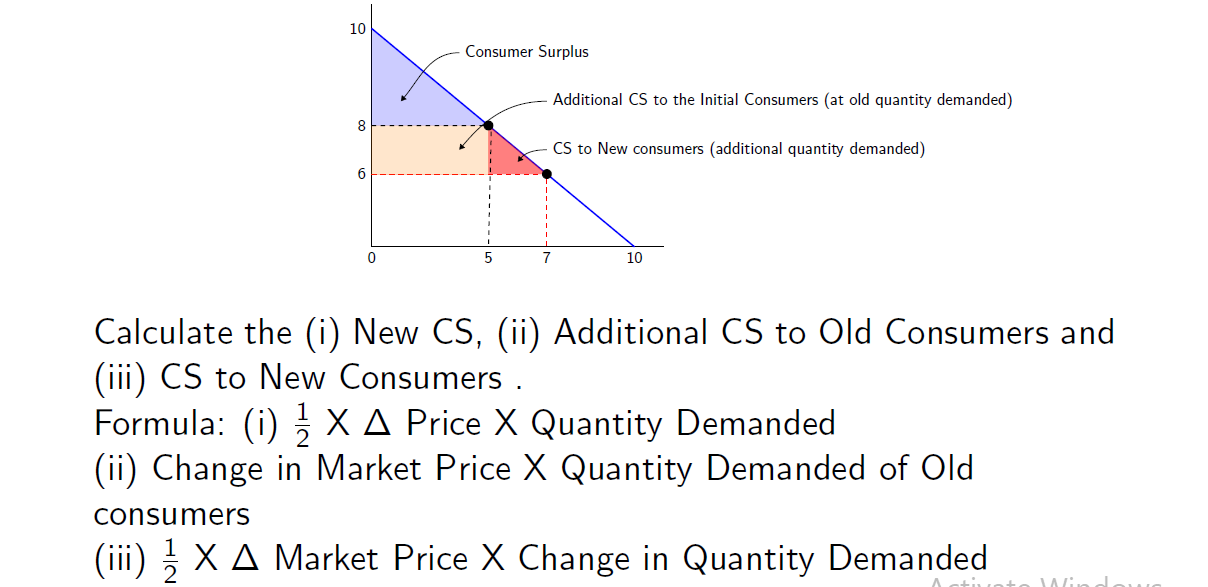 10
Consumer Surplus
Additional CS to the Initial Consumers (at old quantity demanded)
8
CS to New consumers (additional quantity demanded)
6
0 5 7 10
Calculate the (i) New CS, (ii) Additional CS to Old Consumers and
(iii) CS to New Consumers .
Formula: (i) ½ X Δ Price X Quantity Demanded
(ii) Change in Market Price X Quantity Demanded of Old
consumers
(iii) ½ X Δ Market Price X Change in Quantity Demanded
Activate Windows